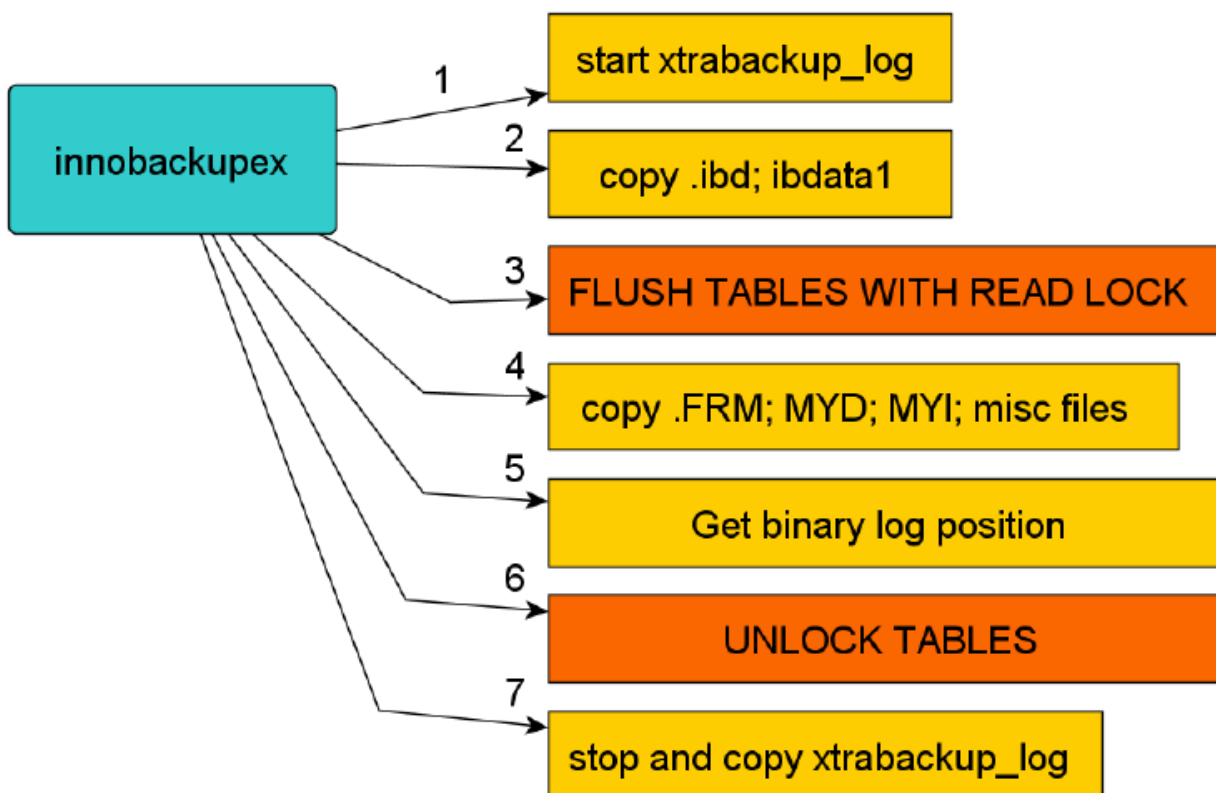 innobackupex
1
start xtrabackup_log
2
copy .ibd; ibdata1
3
FLUSH TABLES WITH READ LOCK
4
copy .FRM; MYD; MYI; misc files
5
Get binary log position
6
UNLOCK TABLES
7
stop and copy xtrabackup_log